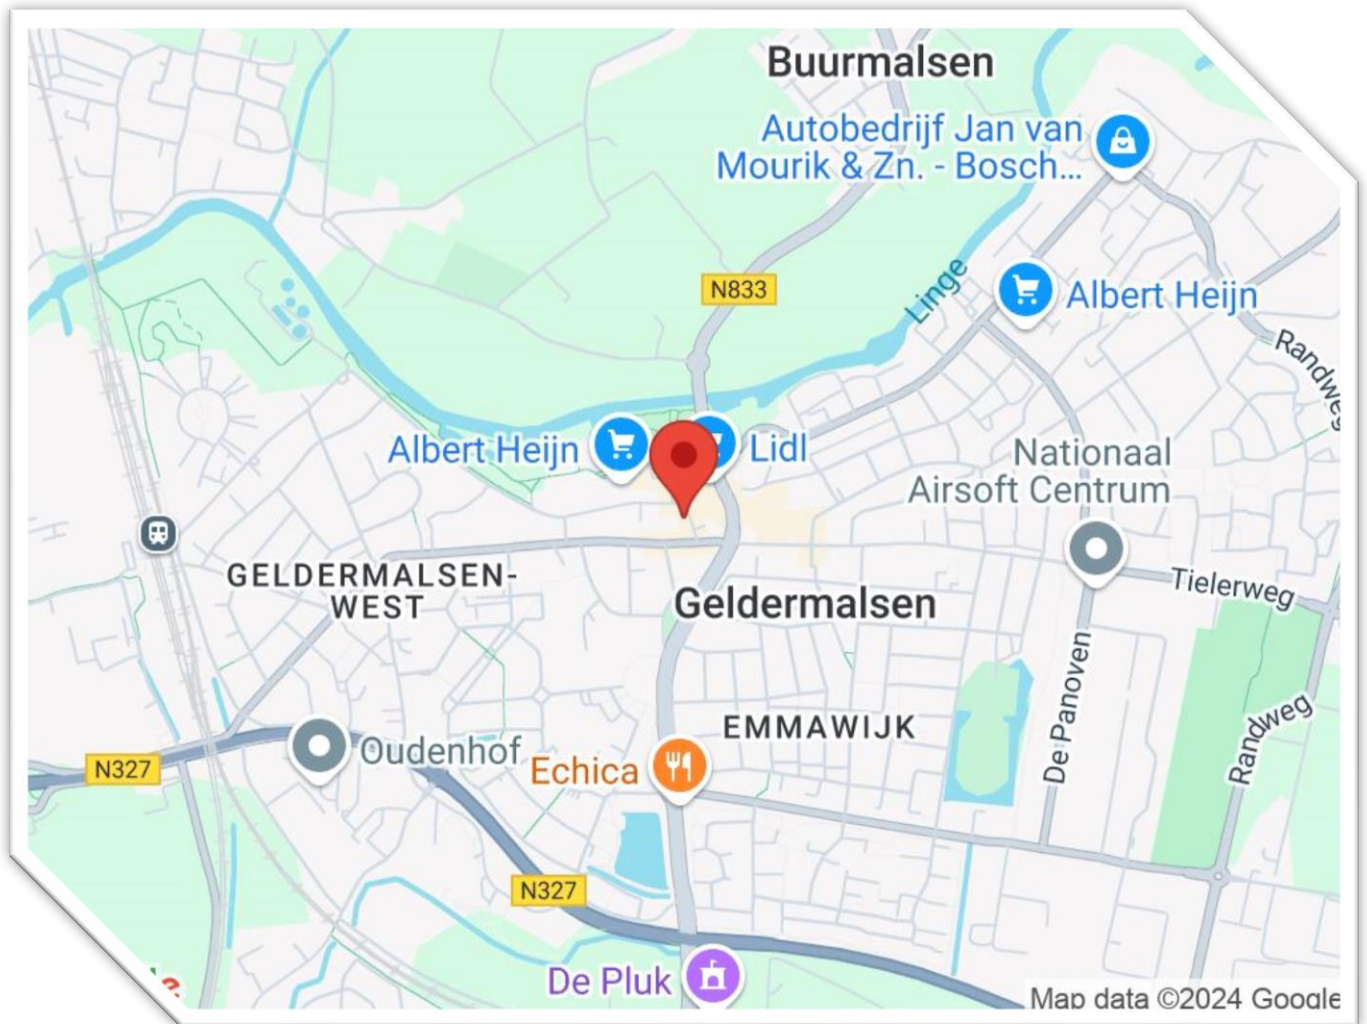 Buurmalsen
Autobedrijf Jan van
Mourik & Zn. - Bosch...
N833
Linge
Albert Heijn
Randweg
Albert Heijn
Lidl
Nationaal
Airsoft Centrum
GELDERMALSEN-
WEST
Geldermalsen
Tielerweg
De Panoven
Randweg
EMMAWIJK
Oudenhof
Echica
N327
N327
De Pluk
Map data ©2024 Google